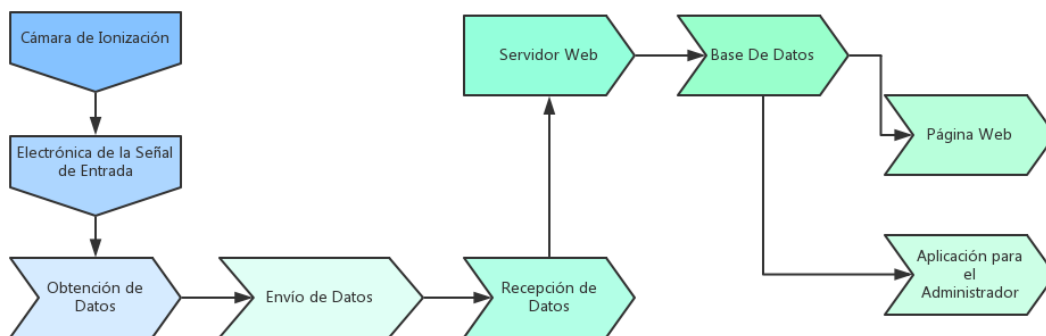 Cámara de Ionización
Electrónica de la Señal
de Entrada
Obtención de
Datos
Envío de Datos
Recepción de
Datos
Servidor Web
Base De Datos
Página Web
Aplicación para
el
Administrador